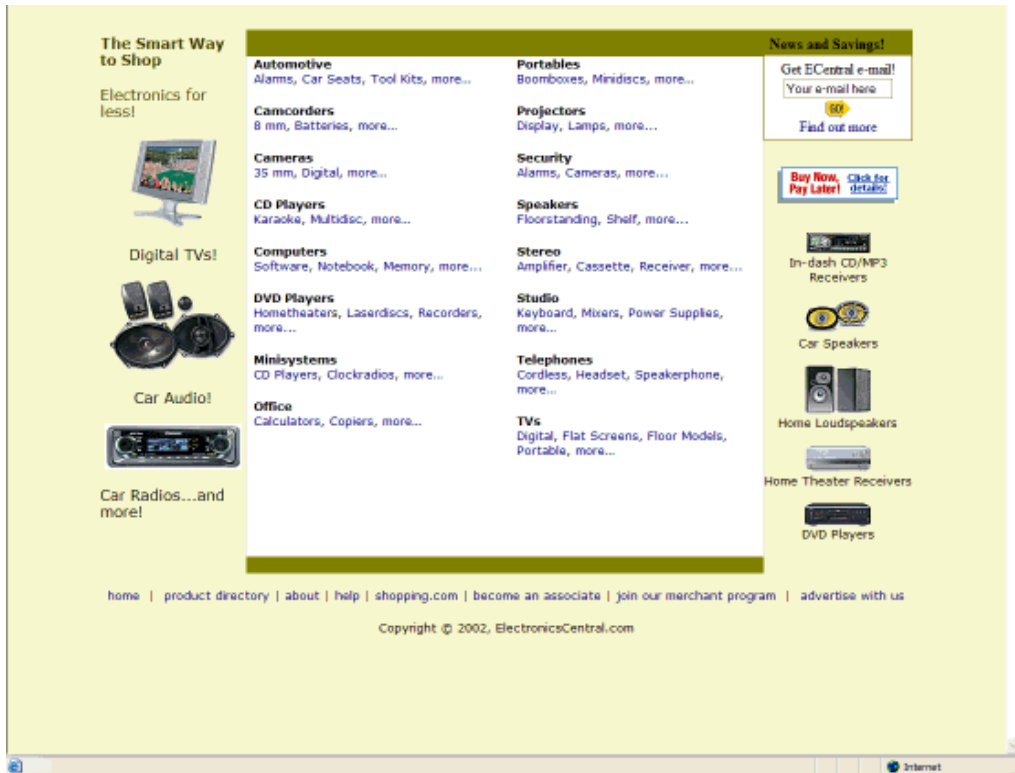 The Smart Way
to Shop
Electronics for
less!
Digital TVs!
Car Audio!
Car Radios...and
more!
Automotive
Alarms, Car Seats, Tool Kits, more...
Camcorders
8 mm, Batteries, more...
Cameras
35 mm, Digital, more...
CD Players
Karaoke, Multidisc, more...
Computers
Software, Notebook, Memory, more...
DVD Players
Hometheaters, Laserdiscs, Recorders,
more...
Minisystems
CD Players, Clockradios, more...
Office
Calculators, Copiers, more...
Portables
Boomboxes, Minidiscs, more...
Projectors
Display, Lamps, more...
Security
Alarms, Cameras, more...
Speakers
Floorstanding, Shelf, more...
Stereo
Amplifier, Cassette, Receiver, more...
Studio
Keyboard, Mixers, Power Supplies,
more...
Telephones
Cordless, Headset, Speakerphone,
more...
TVs
Digital, Flat Screens, Floor Models,
Portable, more...
News and Savings!
Get ECentral e-mail!
Your e-mail here
GO!
Find out more
Buy Now, Click for
Pay Later! details!
In-dash CD/MP3
Receivers
Car Speakers
Home Loudspeakers
Home Theater Receivers
DVD Players
home | product directory | about | help | shopping.com | become an associate | join our merchant program | advertise with us
Copyright © 2002, ElectronicsCentral.com
Internet